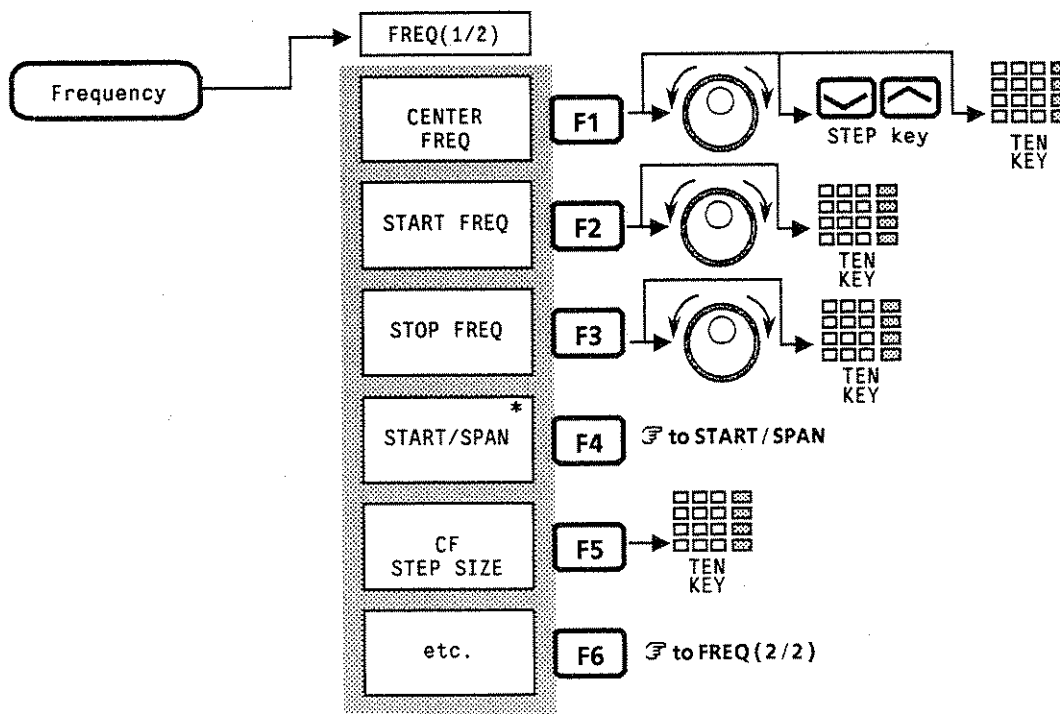 FREQ(1/2)
Frequency
CENTER
FREQ
F1
STEP key
TEN
KEY
START FREQ
F2
TEN
KEY
STOP FREQ
F3
TEN
KEY
*
START/SPAN
F4
☞ to START/SPAN
CF
STEP SIZE
F5
TEN
KEY
etc.
F6
☞ to FREQ(2/2)